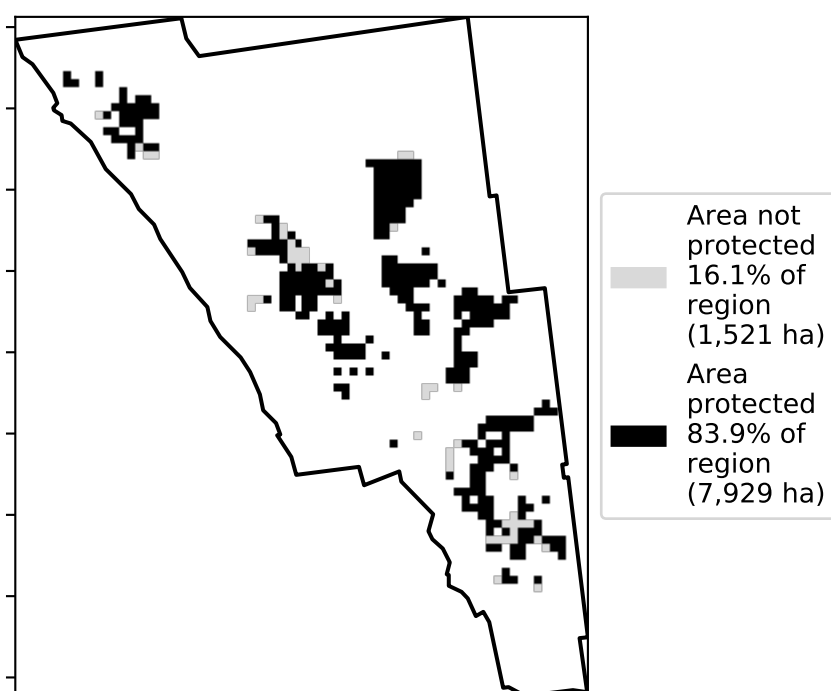 Area not
protected
16.1% of
region
(1,521 ha)
Area
protected
83.9% of
region
(7,929 ha)